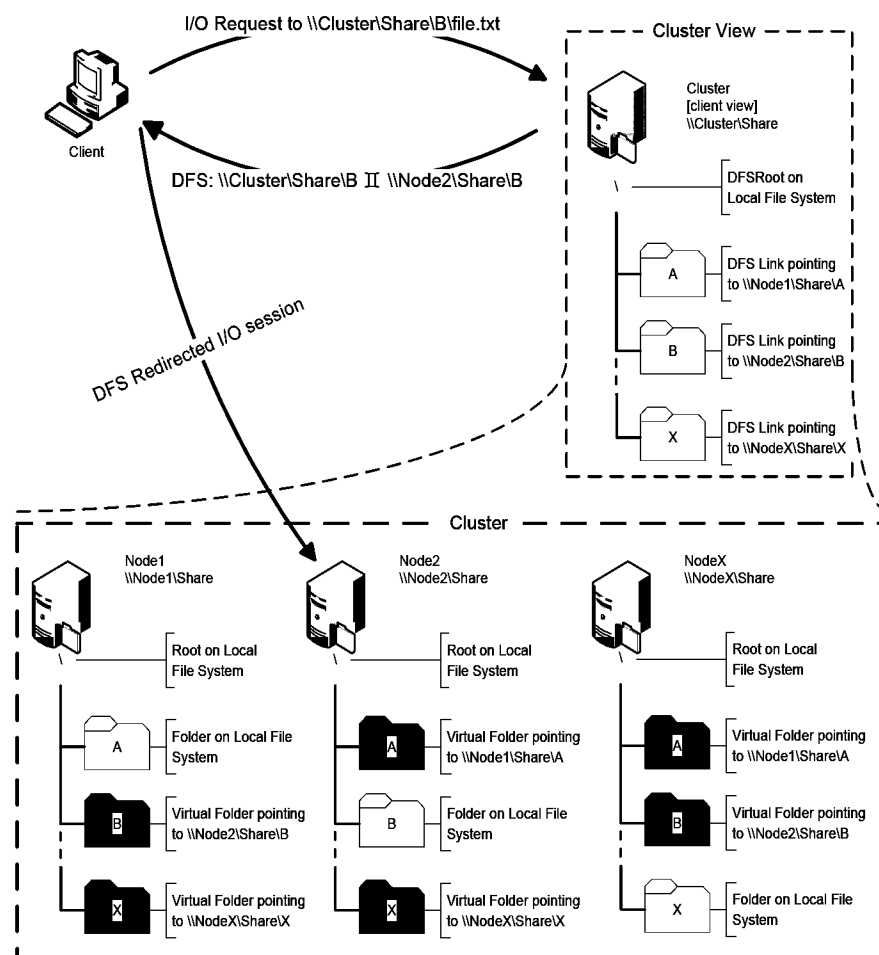 I/O Request to \\Cluster\Share\B\file.txt
Cluster View
Cluster
[client view]
\\Cluster\Share
Client
DFS: \\Cluster\Share\B ⵊⵊ \\Node2\Share\B
\
DFSRoot on
Local File System
A
DFS Link pointing
to \\Node1\Share\A
DFS Redirected I/O session
B
DFS Link pointing
to \\Node2\Share\B
X
DFS Link pointing
to \\NodeX\Share\X
Cluster
Node1
\\Node1\Share
\
Root on Local
File System
A
Folder on Local File
System
B
Virtual Folder pointing
to \\Node2\Share\B
X
Virtual Folder pointing
to \\NodeX\Share\X
Node2
\\Node2\Share
\
Root on Local
File System
A
Virtual Folder pointing
to \\Node1\Share\A
B
Folder on Local File
System
X
Virtual Folder pointing
to \\NodeX\Share\X
NodeX
\\NodeX\Share
\
Root on Local
File System
A
Virtual Folder pointing
to \\Node1\Share\A
B
Virtual Folder pointing
to \\Node2\Share\B
X
Folder on Local File
System